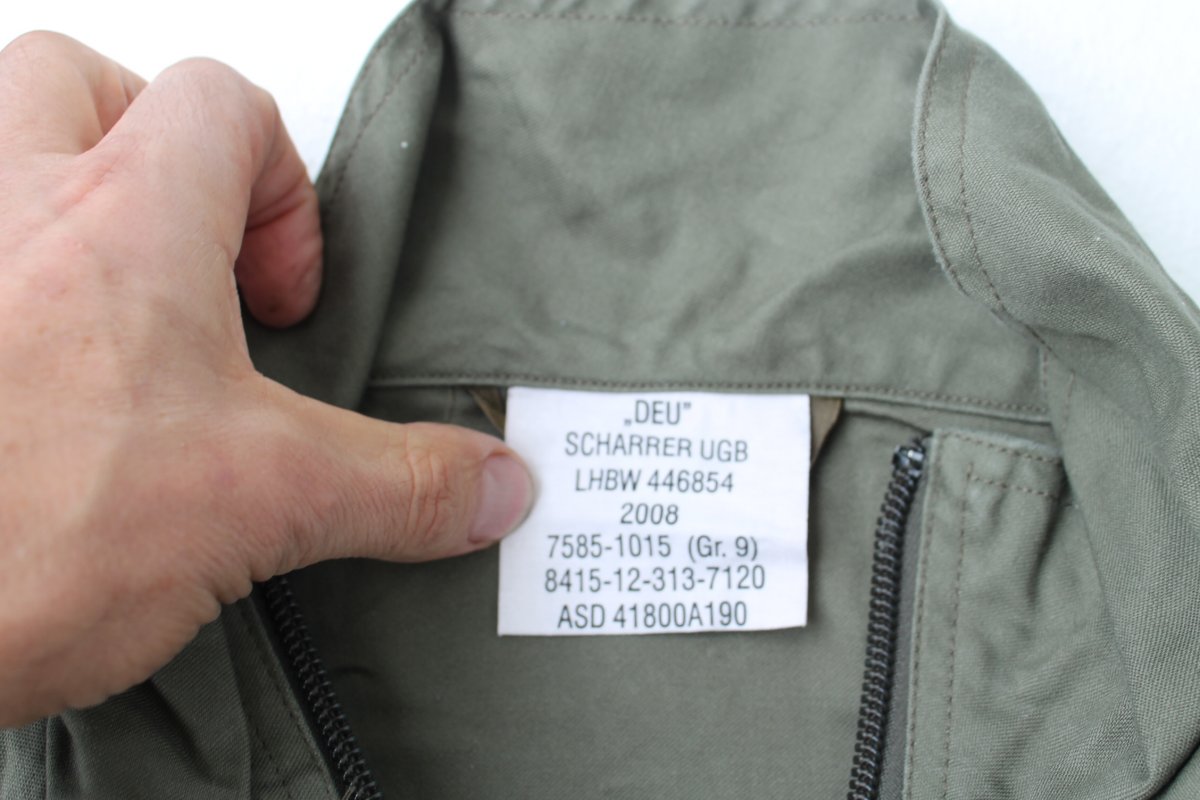 „DEU”
SCHARRER UGB
LHBW 446854
2008
7585-1015 (Gr. 9)
8415-12-313-7120
ASD 41800A190